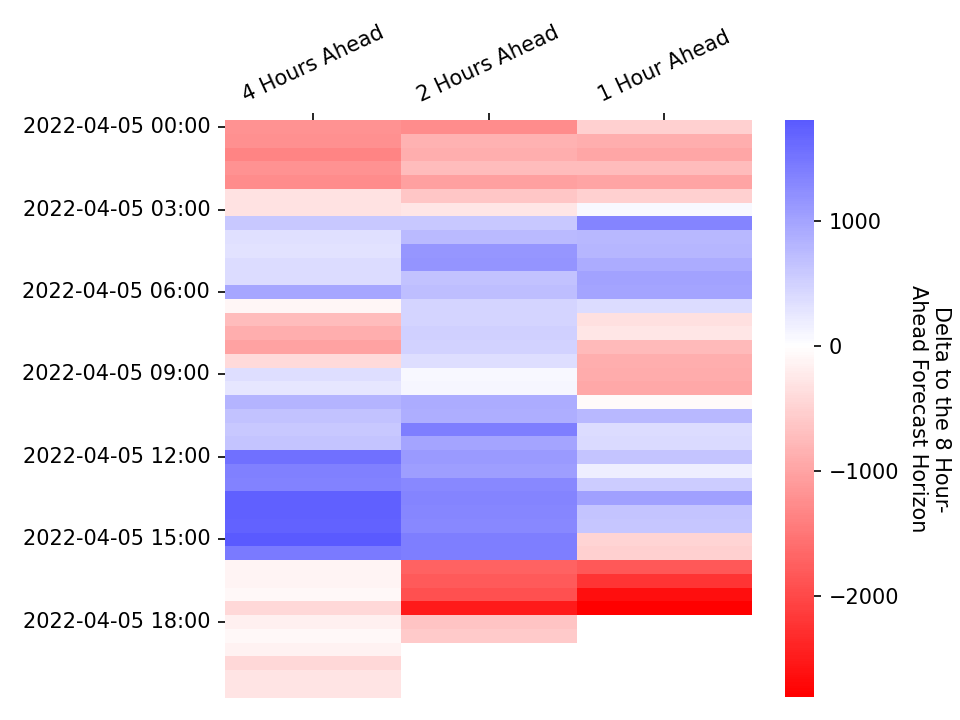 4 Hours Ahead
2 Hours Ahead
1 Hour Ahead
2022-04-05 00:00
2022-04-05 03:00
2022-04-05 06:00
2022-04-05 09:00
2022-04-05 12:00
2022-04-05 15:00
2022-04-05 18:00
1000
0
−1000
−2000
Delta to the 8 Hour-
Ahead Forecast Horizon